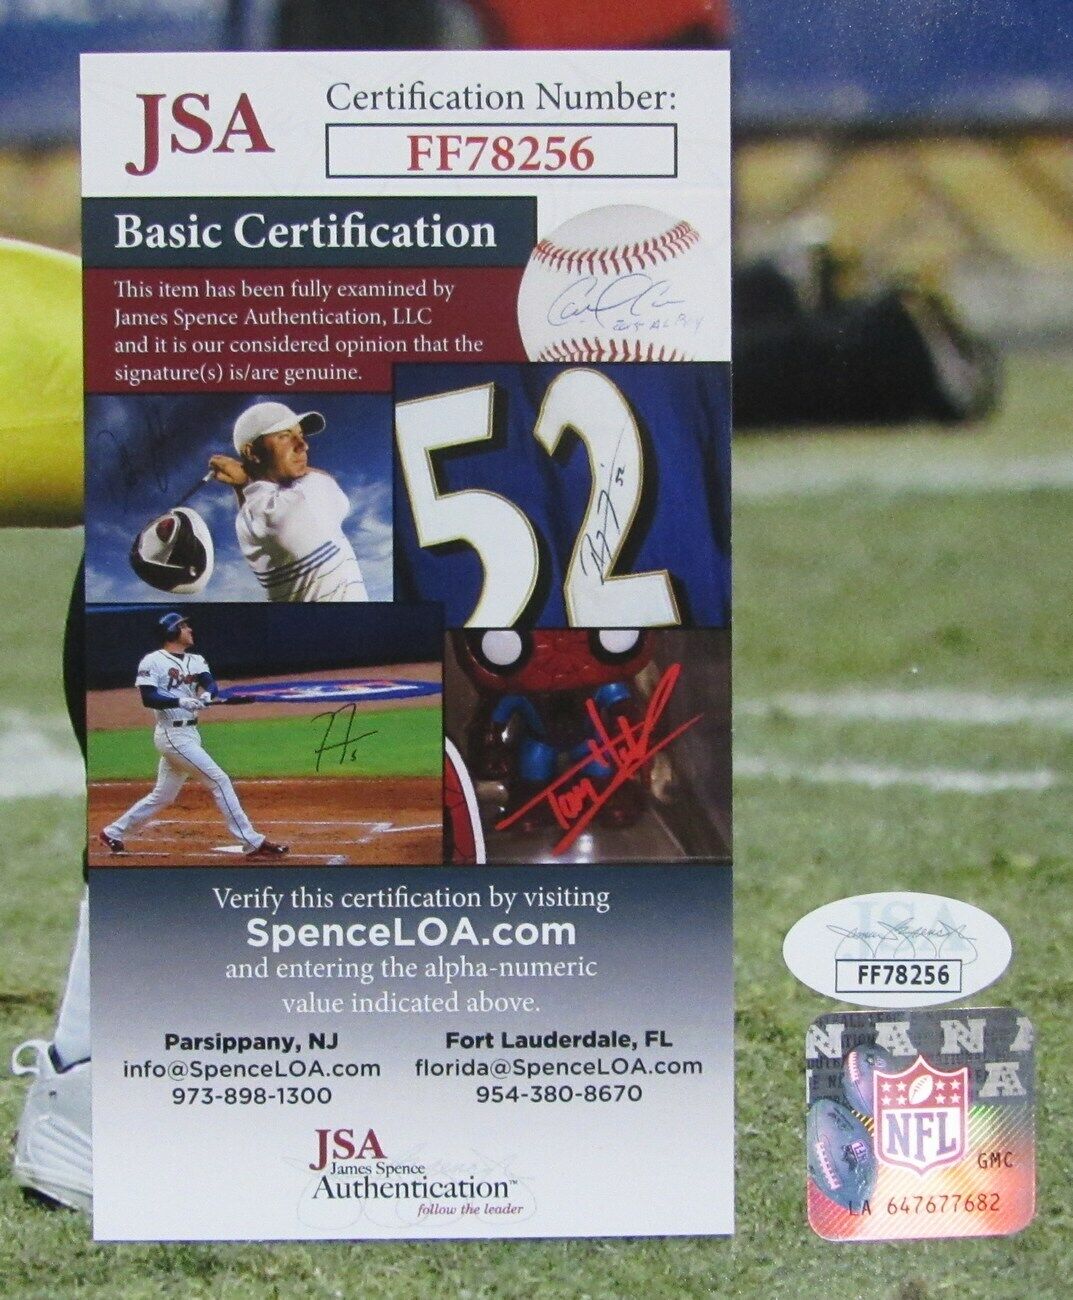 JSA
Certification Number:
FF78256
Basic Certification
This item has been fully examined by
James Spence Authentication, LLC
and it is our considered opinion that the
signature(s) is/are genuine.
52
Verify this certification by visiting
SpenceLOA.com
and entering the alpha-numeric
value indicated above.
Parsippany, NJ
info@SpenceLOA.com
973-898-1300
Fort Lauderdale, FL
florida@SpenceLOA.com
954-380-8670
JSA
James Spence
Authentication™
follow the leader
JSA
FF78256
NFL
GMC
LA 647677682